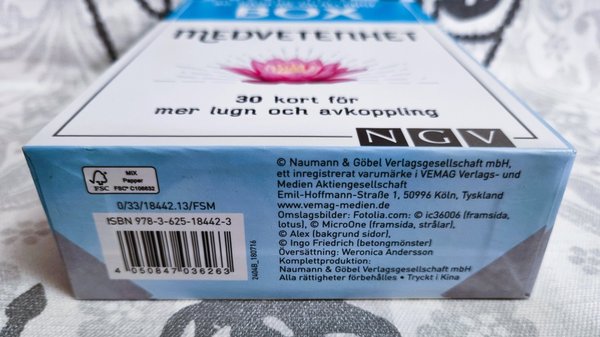 BOX
MEDVETENHET
30 kort för
mer lugn och avkoppling
NGV
FSC
MIX
Paper
FSC® C106632
0/33/18442.13/FSM
ISBN 978-3-625-18442-3
4 050847 036263
2404B_180716
© Naumann & Göbel Verlagsgesellschaft mbH,
ett inregistrerat varumärke i VEMAG Verlags- und
Medien Aktiengesellschaft
Emil-Hoffmann-Straße 1, 50996 Köln, Tyskland
www.vemag-medien.de
Omslagsbilder: Fotolia.com: © ic36006 (framsida,
lotus), © MicroOne (framsida, strålar),
© Alex (bakgrund sidor),
© Ingo Friedrich (betongmönster)
Översättning: Weronica Andersson
Komplettproduktion:
Naumann & Göbel Verlagsgesellschaft mbH
Alla rättigheter förbehålles • Tryckt i Kina